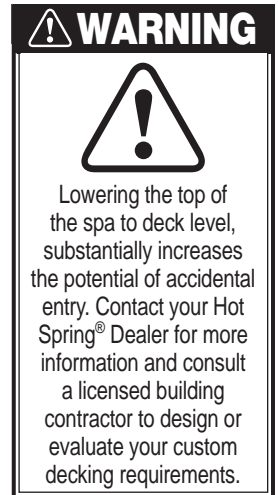 WARNING
Lowering the top of
the spa to deck level,
substantially increases
the potential of accidental
entry. Contact your Hot
Spring® Dealer for more
information and consult
a licensed building
contractor to design or
evaluate your custom
decking requirements.